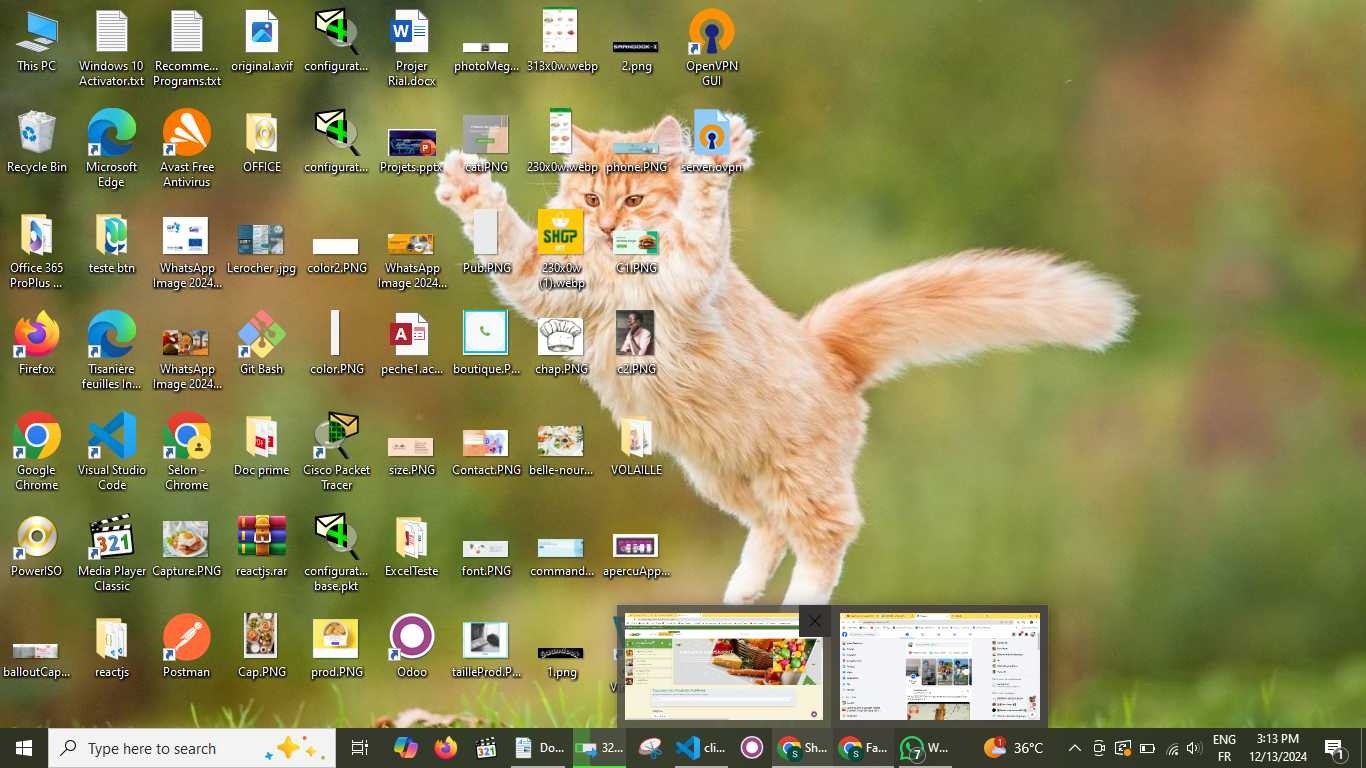 This PC
Windows 10
Activator.txt
Recomme...
Programs.txt
original.avif
configurat...
Projer
Rial.docx
photoMeg...
313x0w.webp
2.png
OpenVPN
GUI
Recycle Bin
Microsoft
Edge
Avast Free
Antivirus
OFFICE
configurat...
Projets.pptx
cat.PNG
230x0w.webp
phone.PNG
server.ovpn
Office 365
ProPlus ...
teste btn
WhatsApp
Image 2024...
Lerocher .jpg
color2.PNG
WhatsApp
Image 2024...
Pub.PNG
SHGP
230x0w
(1).webp
C1.PNG
Firefox
Tisanière
feuilles In...
WhatsApp
Image 2024...
Git Bash
color.PNG
peche1.ac...
boutique.P...
chap.PNG
c2.PNG
Google
Chrome
Visual Studio
Code
Selon -
Chrome
Doc prime
Cisco Packet
Tracer
size.PNG
Contact.PNG
belle-nour...
VOLAILLE
PowerISO
Media Player
Classic
Capture.PNG
reactjs.rar
configurat...
base.pkt
ExcelTeste
font.PNG
command...
apercuApp...
balloutCap...
reactjs
Postman
Cap.PNG
prod.PNG
Odoo
tailleProd.P...
1.png
Type here to search
Do...
32...
cli...
Sh...
Fa...
7
W...
1
36°C
ENG
FR
3:13 PM
12/13/2024
1